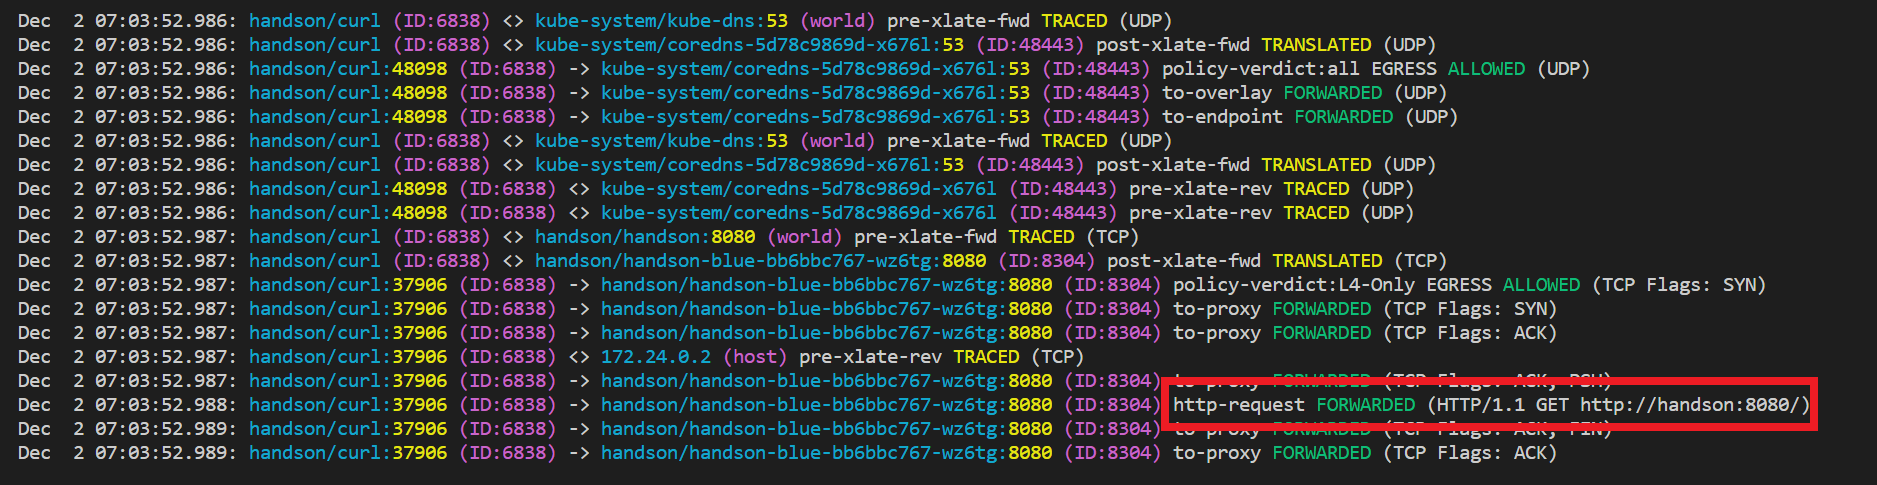 Dec  2 07:03:52.986: handson/curl (ID:6838) <> kube-system/kube-dns:53 (world) pre-xlate-fwd TRACED (UDP)
Dec  2 07:03:52.986: handson/curl (ID:6838) <> kube-system/coredns-5d78c9869d-x676l:53 (ID:48443) post-xlate-fwd TRANSLATED (UDP)
Dec  2 07:03:52.986: handson/curl:48098 (ID:6838) -> kube-system/coredns-5d78c9869d-x676l:53 (ID:48443) policy-verdict:all EGRESS ALLOWED (UDP)
Dec  2 07:03:52.986: handson/curl:48098 (ID:6838) -> kube-system/coredns-5d78c9869d-x676l:53 (ID:48443) to-overlay FORWARDED (UDP)
Dec  2 07:03:52.986: handson/curl:48098 (ID:6838) -> kube-system/coredns-5d78c9869d-x676l:53 (ID:48443) to-endpoint FORWARDED (UDP)
Dec  2 07:03:52.986: handson/curl (ID:6838) <> kube-system/kube-dns:53 (world) pre-xlate-fwd TRACED (UDP)
Dec  2 07:03:52.986: handson/curl (ID:6838) <> kube-system/coredns-5d78c9869d-x676l:53 (ID:48443) post-xlate-fwd TRANSLATED (UDP)
Dec  2 07:03:52.986: handson/curl:48098 (ID:6838) <> kube-system/coredns-5d78c9869d-x676l (ID:48443) pre-xlate-rev TRACED (UDP)
Dec  2 07:03:52.986: handson/curl:48098 (ID:6838) <> kube-system/coredns-5d78c9869d-x676l (ID:48443) pre-xlate-rev TRACED (UDP)
Dec  2 07:03:52.987: handson/curl (ID:6838) <> handson/handson:8080 (world) pre-xlate-fwd TRACED (TCP)
Dec  2 07:03:52.987: handson/curl (ID:6838) <> handson/handson-blue-bb6bbc767-wz6tg:8080 (ID:8304) post-xlate-fwd TRANSLATED (TCP)
Dec  2 07:03:52.987: handson/curl:37906 (ID:6838) -> handson/handson-blue-bb6bbc767-wz6tg:8080 (ID:8304) policy-verdict:L4-Only EGRESS ALLOWED (TCP Flags: SYN)
Dec  2 07:03:52.987: handson/curl:37906 (ID:6838) -> handson/handson-blue-bb6bbc767-wz6tg:8080 (ID:8304) to-proxy FORWARDED (TCP Flags: SYN)
Dec  2 07:03:52.987: handson/curl:37906 (ID:6838) -> handson/handson-blue-bb6bbc767-wz6tg:8080 (ID:8304) to-proxy FORWARDED (TCP Flags: ACK)
Dec  2 07:03:52.987: handson/curl:37906 (ID:6838) <> 172.24.0.2 (host) pre-xlate-rev TRACED (TCP)
Dec  2 07:03:52.987: handson/curl:37906 (ID:6838) -> handson/handson-blue-bb6bbc767-wz6tg:8080 (ID:8304) to-proxy FORWARDED (TCP Flags: ACK, PSH)
Dec  2 07:03:52.988: handson/curl:37906 (ID:6838) -> handson/handson-blue-bb6bbc767-wz6tg:8080 (ID:8304) http-request FORWARDED (HTTP/1.1 GET http://handson:8080/)
Dec  2 07:03:52.989: handson/curl:37906 (ID:6838) -> handson/handson-blue-bb6bbc767-wz6tg:8080 (ID:8304) to-proxy FORWARDED (TCP Flags: ACK, FIN)
Dec  2 07:03:52.989: handson/curl:37906 (ID:6838) -> handson/handson-blue-bb6bbc767-wz6tg:8080 (ID:8304) to-proxy FORWARDED (TCP Flags: ACK)